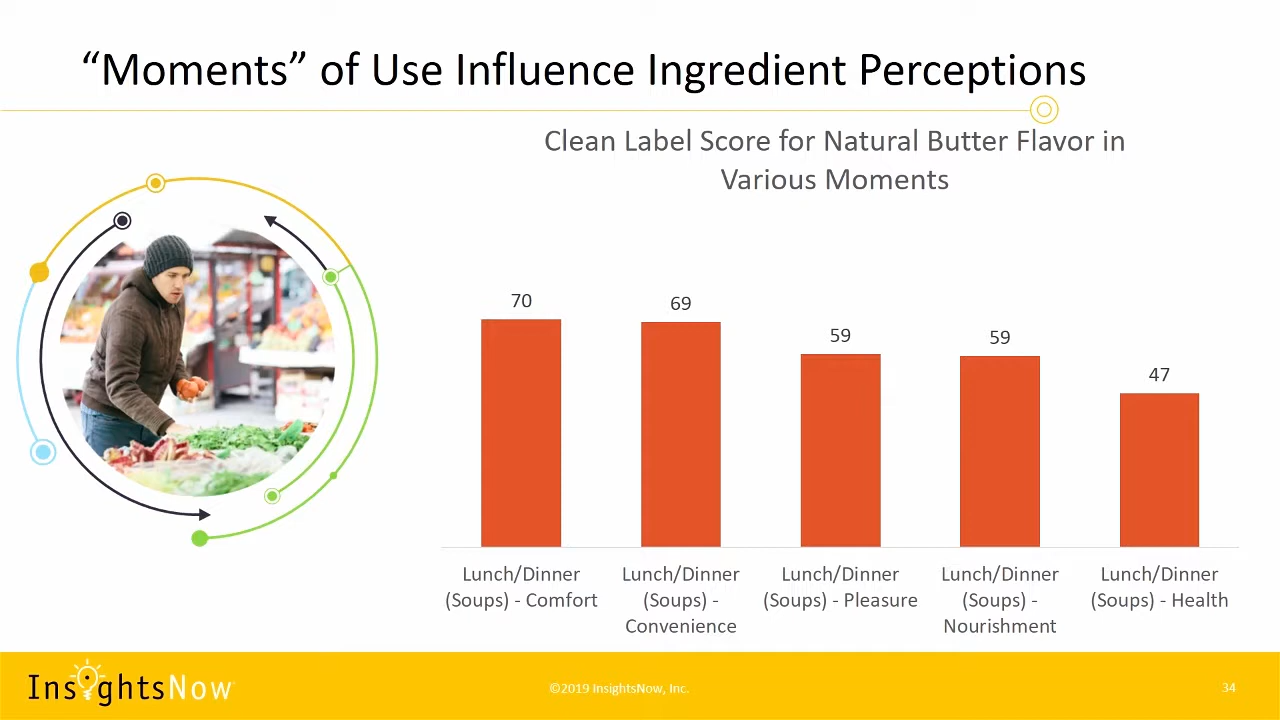 “Moments” of Use Influence Ingredient Perceptions
Clean Label Score for Natural Butter Flavor in
Various Moments
70
69
59
59
47
Lunch/Dinner
(Soups) - Comfort
Lunch/Dinner
(Soups) -
Convenience
Lunch/Dinner
(Soups) - Pleasure
Lunch/Dinner
(Soups) -
Nourishment
Lunch/Dinner
(Soups) - Health
InsightsNow
©2019 InsightsNow, Inc.
34